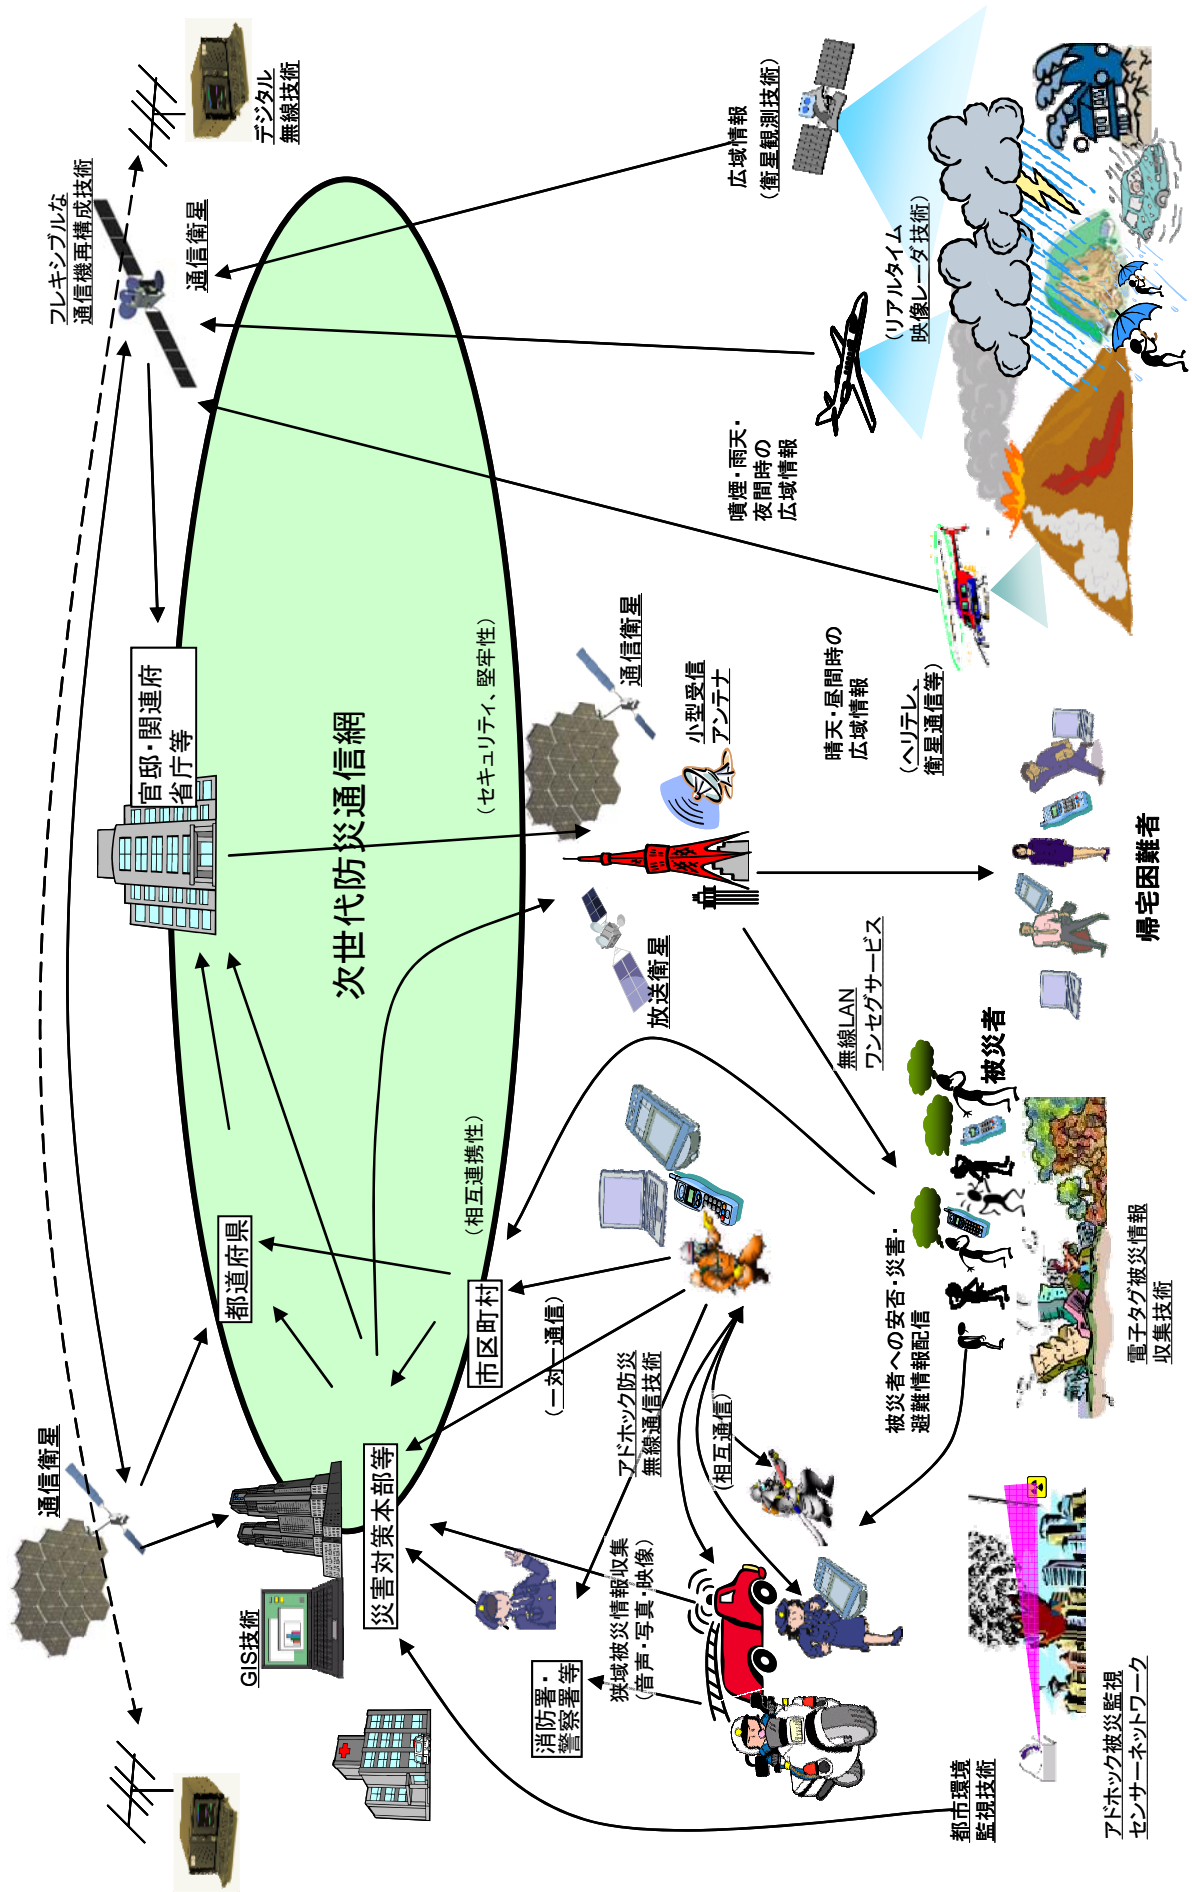 通信衛星
フレキシブルな
通信機再構成技術
通信衛星
デジタル
無線技術
GIS技術
官邸・関連府
省庁等
都道府県
災害対策本部等
次世代防災通信網
市区町村
(相互連携性)
(セキュリティ、堅牢性)
消防署・
警察署等
(一対一通信)
狭域被災情報収集
(音声・写真・映像)
アドホック防災
無線通信技術
放送衛星
通信衛星
小型受信
アンテナ
(相互通信)
噴煙・雨天・
夜間時の
広域情報
広域情報
(衛星観測技術)
無線LAN
ワンセグサービス
晴天・昼間時の
広域情報
(ヘリテレ、
衛星通信等)
(リアルタイム
映像レーダ技術)
被災者への安否・災害・
避難情報配信
被災者
都市環境
監視技術
アドホック被災監視
センサーネットワーク
電子タグ被災情報
収集技術
帰宅困難者